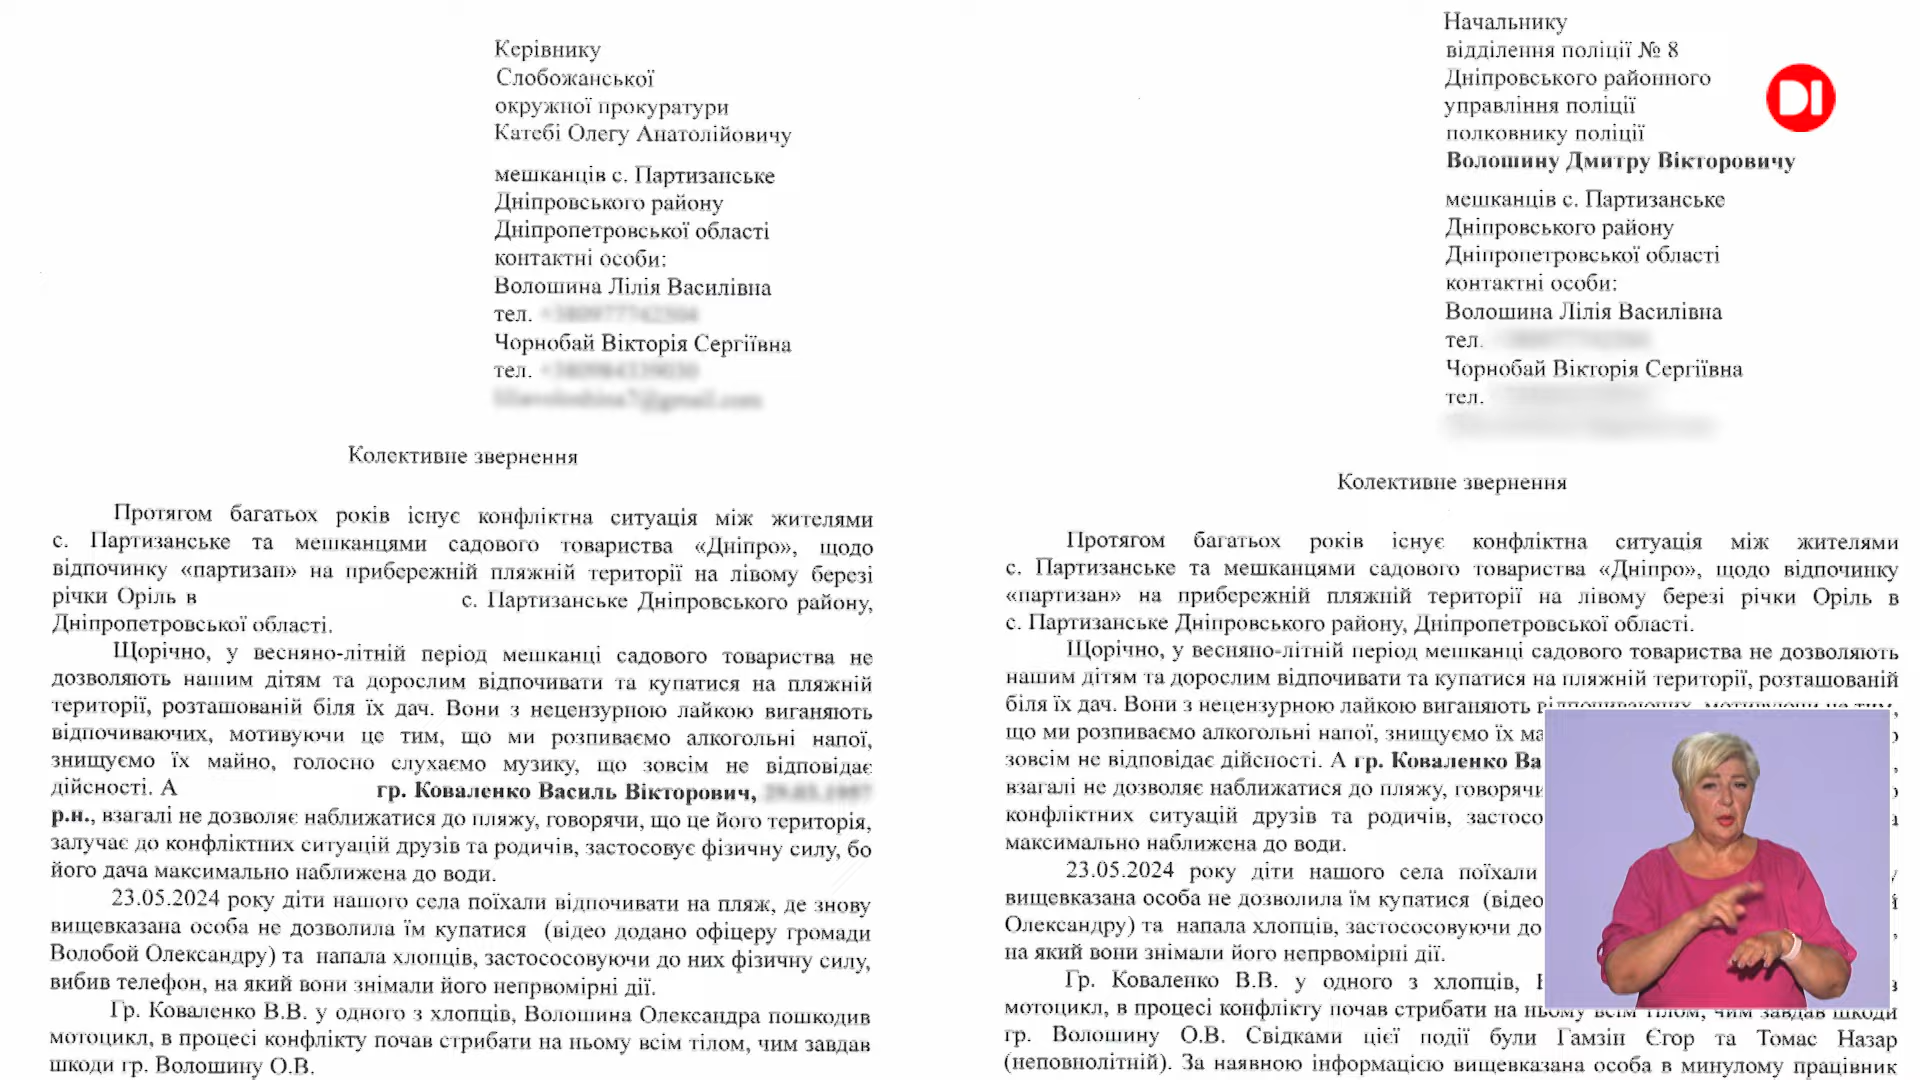 Керівнику
Слобожанської
окружної прокуратури
Катебі Олегу Анатолійовичу
мешканців с. Партизанське
Дніпровського району
Дніпропетровської області
контактні особи:
Волошина Лілія Василівна
тел.
Чорнобай Вікторія Сергіївна
тел.
Колективне звернення
Протягом багатьох років існує конфліктна ситуація між жителями
с. Партизанське та мешканцями садового товариства «Дніпро», щодо
відпочинку «партизан» на прибережній пляжній території на лівому березі
річки Оріль в с. Партизанське Дніпровського району,
Дніпропетровської області.
Щорічно, у весняно-літній період мешканці садового товариства не
дозволяють нашим дітям та дорослим відпочивати та купатися на пляжній
території, розташованій біля їх дач. Вони з нецензурною лайкою виганяють
відпочиваючих, мотивуючи це тим, що ми розпиваємо алкогольні напої,
знищуємо їх майно, голосно слухаємо музику, що зовсім не відповідає
дійсності. А гр. Коваленко Василь Вікторович,
р.н., взагалі не дозволяє наближатися до пляжу, говорячи, що це його територія,
залучає до конфліктних ситуацій друзів та родичів, застосовує фізичну силу, бо
його дача максимально наближена до води.
23.05.2024 року діти нашого села поїхали відпочивати на пляж, де знову
вищевказана особа не дозволила їм купатися (відео додано офіцеру громади
Волобой Олександру) та напала хлопців, застососовуючи до них фізичну силу,
вибив телефон, на який вони знімали його непрвомірні дії.
Гр. Коваленко В.В. у одного з хлопців, Волошина Олександра пошкодив
мотоцикл, в процесі конфлікту почав стрибати на ньому всім тілом, чим завдав
шкоди гр. Волошину О.В.
Начальнику
відділення поліції № 8
Дніпровського районного
управління поліції
полковнику поліції
Волошину Дмитру Вікторовичу
мешканців с. Партизанське
Дніпровського району
Дніпропетровської області
контактні особи:
Волошина Лілія Василівна
тел.
Чорнобай Вікторія Сергіївна
тел.
Колективне звернення
Протягом багатьох років існує конфліктна ситуація між жителями
с. Партизанське та мешканцями садового товариства «Дніпро», щодо відпочинку
«партизан» на прибережній пляжній території на лівому березі річки Оріль в
с. Партизанське Дніпровського району, Дніпропетровської області.
Щорічно, у весняно-літній період мешканці садового товариства не дозволяють
нашим дітям та дорослим відпочивати та купатися на пляжній території, розташованій
біля їх дач. Вони з нецензурною лайкою виганяють відпочиваючих, мотивуючи це тим,
що ми розпиваємо алкогольні напої, знищуємо їх
зовсім не відповідає дійсності. А гр. Коваленко
взагалі не дозволяє наближатися до пляжу,
конфліктних ситуацій друзів та родичів,
максимально наближена до води.
23.05.2024 року діти нашого села поїхали
вищевказана особа не дозволила їм купатися
Олександру) та напала хлопців, застососовуючи до
на який вони знімали його непрвомірні дії.
Гр. Коваленко В.В. у одного з хлопців,
мотоцикл, в процесі конфлікту почав стрибати на ньому всім тілом, чим завдав шкоди
гр. Волошину О.В. Свідками цієї події були Гамзін Єгор та Томас Назар
(неповнолітній). За наявною інформацією вищевказана особа в минулому працівник
DI